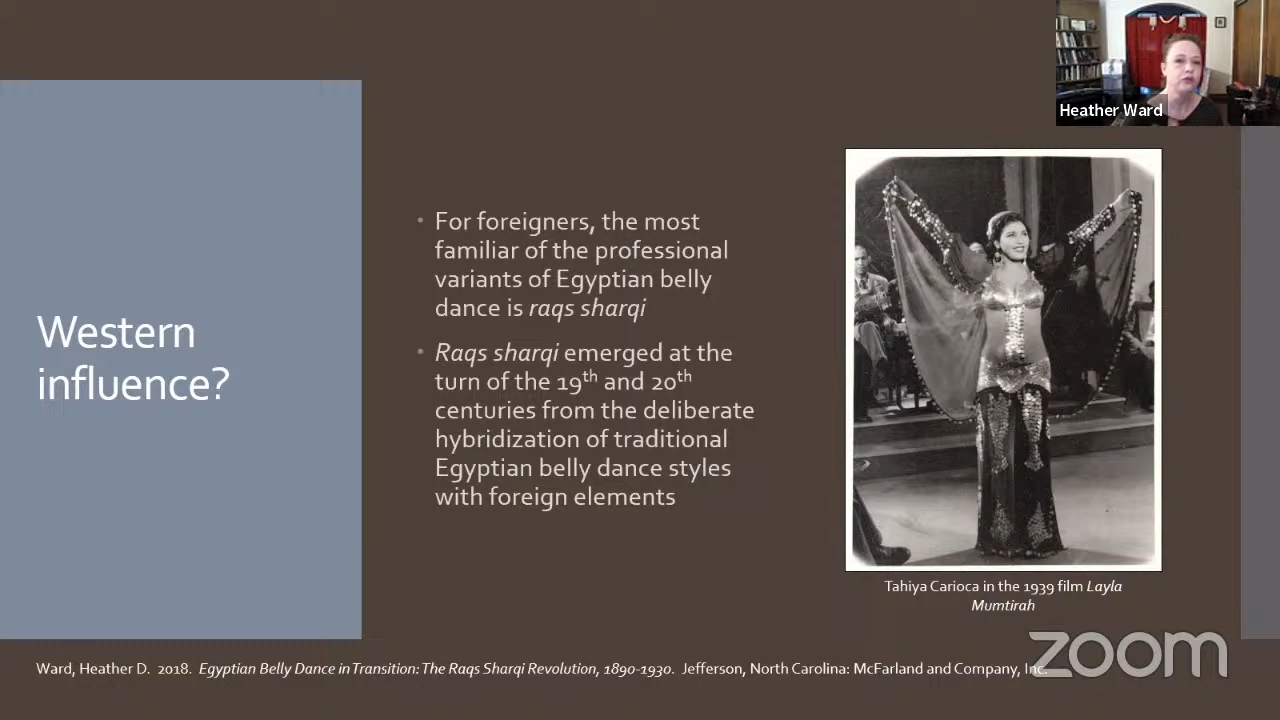 Heather Ward
Western
influence?
For foreigners, the most
familiar of the professional
variants of Egyptian belly
dance is raqs sharqi
Raqs sharqi emerged at the
turn of the 19th and 20th
centuries from the deliberate
hybridization of traditional
Egyptian belly dance styles
with foreign elements
Tahiya Carioca in the 1939 film Layla
Mumtirah
Ward, Heather D. 2018. Egyptian Belly Dance in Transition: The Raqs Sharqi Revolution, 1890-1930. Jefferson, North Carolina: McFarland and Company, Inc.
zoom